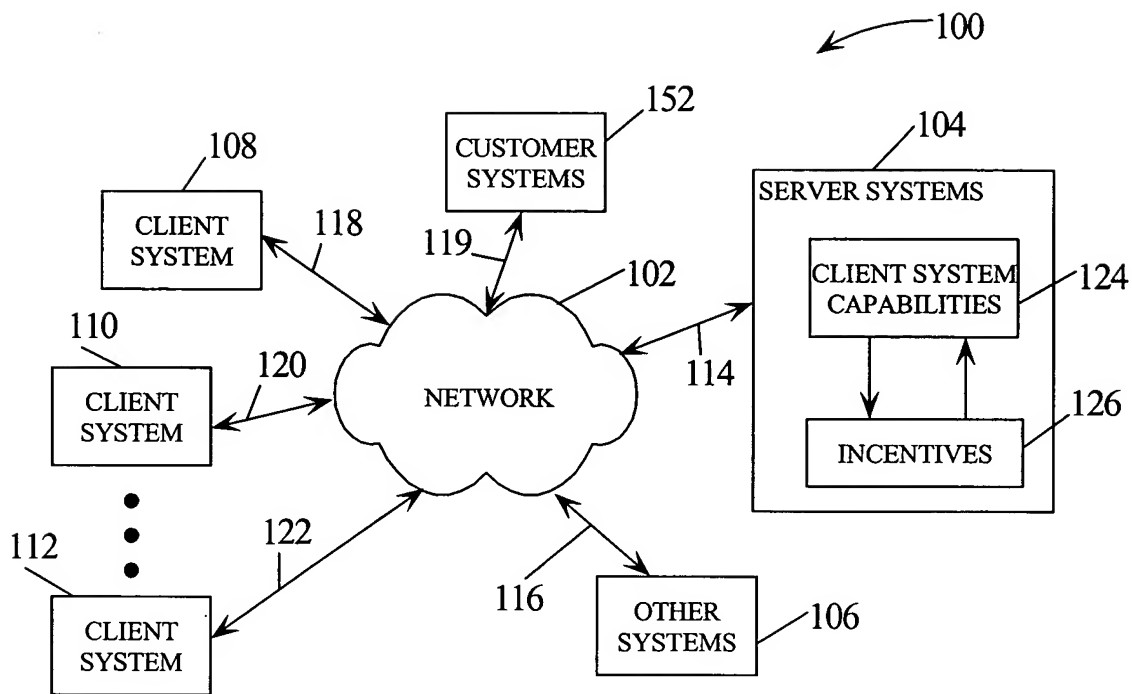 100
152
CUSTOMER
SYSTEMS
104
SERVER SYSTEMS
108
CLIENT
SYSTEM
118
119
102
CLIENT SYSTEM
CAPABILITIES
124
114
110
120
CLIENT
SYSTEM
NETWORK
126
INCENTIVES
112
122
CLIENT
SYSTEM
116
OTHER
SYSTEMS
106